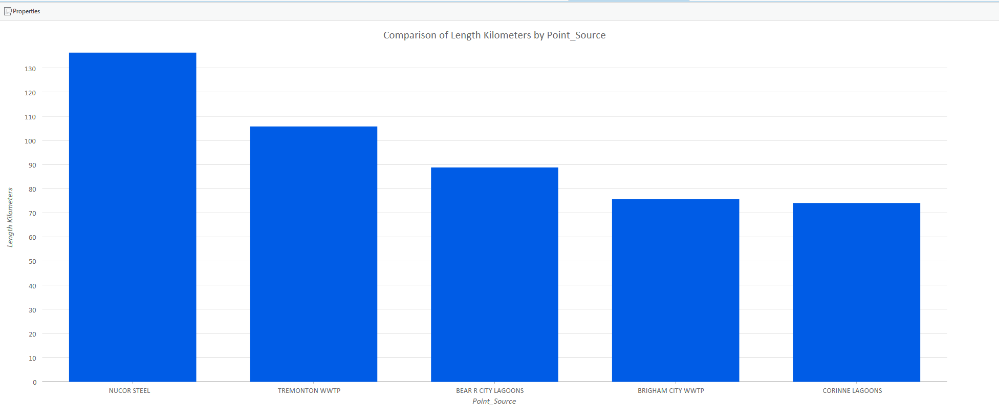 Properties
Comparison of Length Kilometers by Point_Source
130
120
110
100
90
80
70
60
50
40
30
20
10
0
Length Kilometers
NUCOR STEEL
TREMONTON WWTP
BEAR R CITY LAGOONS
BRIGHAM CITY WWTP
CORINNE LAGOONS
Point_Source